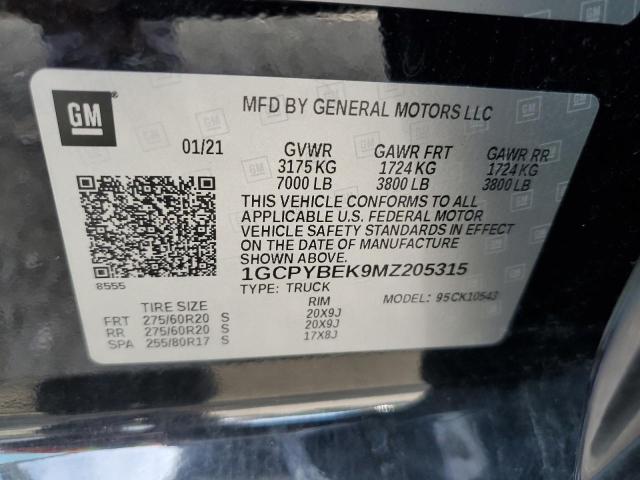 GM
MFD BY GENERAL MOTORS LLC
01/21 GVWR GAWR FRT GAWR RR
3175 KG 1724 KG 1724 KG
7000 LB 3800 LB 3800 LB
THIS VEHICLE CONFORMS TO ALL
APPLICABLE U.S. FEDERAL MOTOR
VEHICLE SAFETY STANDARDS IN EFFECT
ON THE DATE OF MANUFACTURE
SHOWN ABOVE.
1GCPYBEK9MZ205315
8555
TYPE: TRUCK MODEL: 95CK10543
TIRE SIZE RIM
FRT 275/60R20 S 20X9J
RR 275/60R20 S 20X9J
SPA 255/80R17 S 17X8J